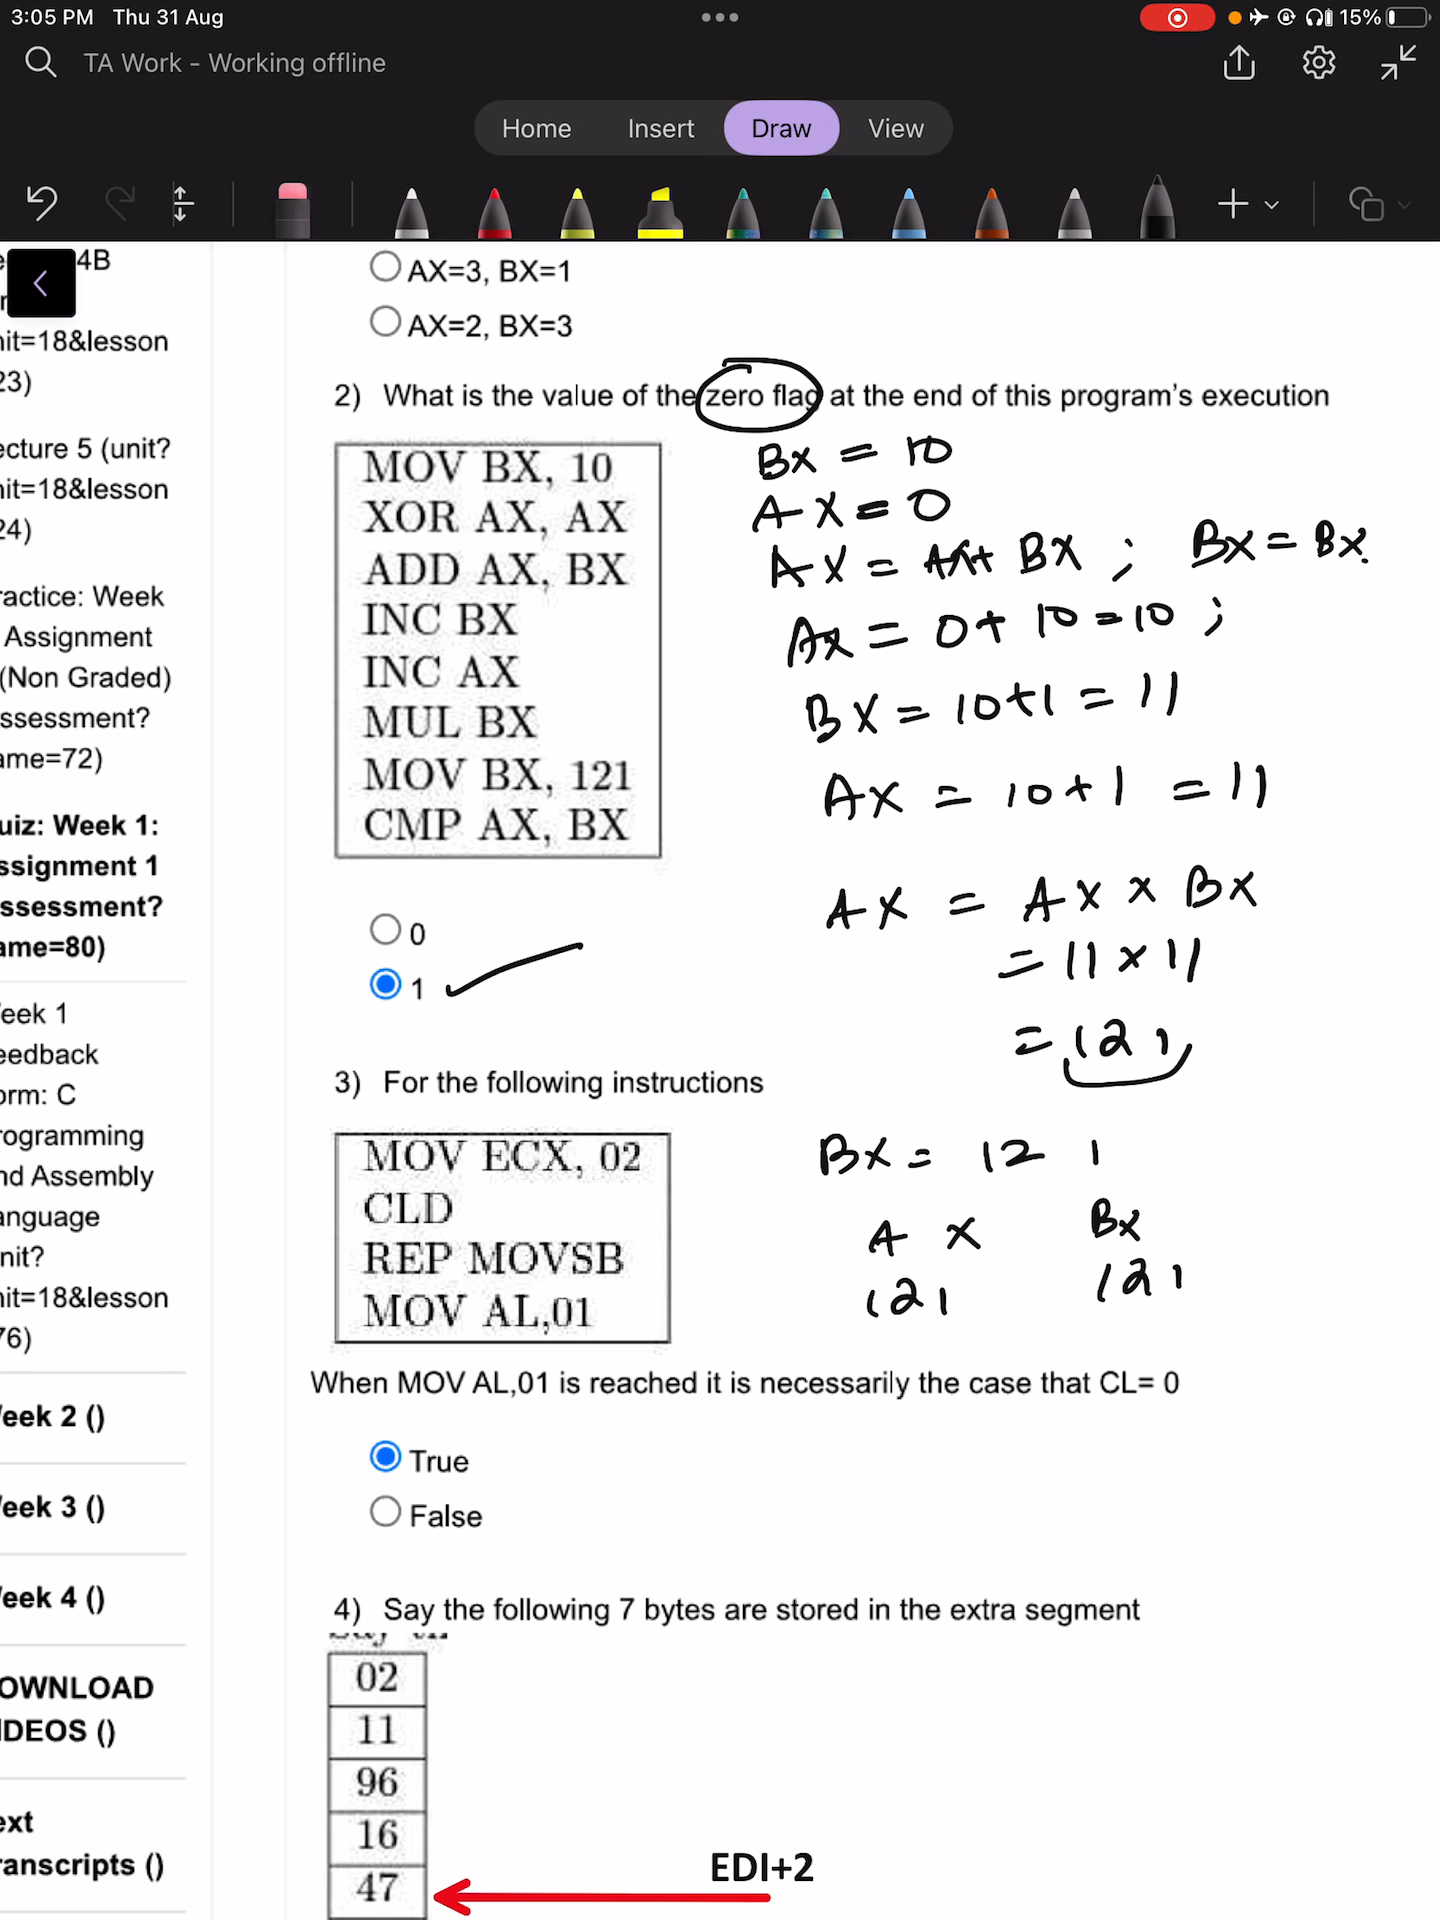 3:05 PM Thu 31 Aug
15%
TA Work - Working offline
Home Insert Draw View
4B
nit=18&lesson
23)
ecture 5 (unit?
nit=18&lesson
24)
ractice: Week
Assignment
(Non Graded)
ssessment?
ame=72)
uiz: Week 1:
ssignment 1
ssessment?
ame=80)
eek 1
eedback
orm: C
rogramming
nd Assembly
anguage
nit?
nit=18&lesson
76)
eek 2 ()
eek 3 ()
eek 4 ()
OWNLOAD
IDEOS ()
ext
ranscripts ()
AX=3, BX=1
AX=2, BX=3
2) What is the value of the zero flag at the end of this program's execution
MOV BX, 10
XOR AX, AX
ADD AX, BX
INC BX
INC AX
MUL BX
MOV BX, 121
CMP AX, BX
BX = 10
AX = 0
AX = AX+ BX ; BX = BX
AX = 0 + 10 = 10 ;
BX = 10+1 = 11
AX = 10+1 = 11
AX = AX x BX
= 11 x 11
= 121
BX = 121
AX BX
121 121
0
1
3) For the following instructions
MOV ECX, 02
CLD
REP MOVSB
MOV AL,01
When MOV AL,01 is reached it is necessarily the case that CL= 0
True
False
4) Say the following 7 bytes are stored in the extra segment
02
11
96
16
47
EDI+2